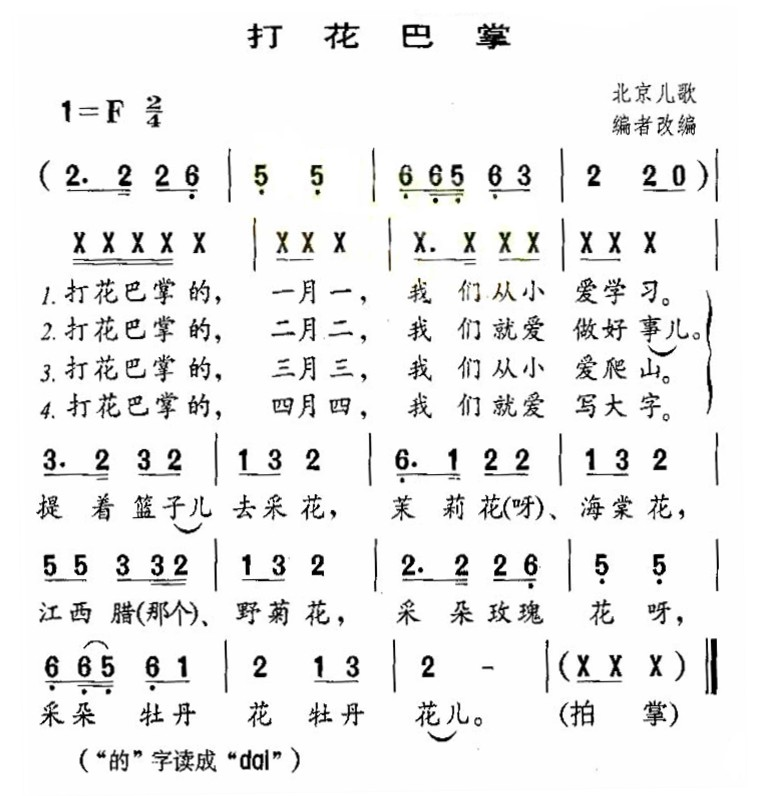 打花巴掌
1=F 2/4
北京儿歌
编者改编
( 2. 2 2 6 | 5 5 | 6 6 5 6 3 | 2 2 0 ) |
X X X X X | X X X | X. X X X | X X X |
1. 打花巴掌的, 一月一, 我们从小 爱学习。
2. 打花巴掌的, 二月二, 我们就爱 做好事儿。
3. 打花巴掌的, 三月三, 我们从小 爱爬山。
4. 打花巴掌的, 四月四, 我们就爱 写大字。
3. 2 3 2 | 1 3 2 | 6. 1 2 2 | 1 3 2 |
提着篮子儿 去采花, 茉莉花(呀)、海棠花,
5 5 3 3 2 | 1 3 2 | 2. 2 2 6 | 5 5 |
江西腊(那个)、野菊花, 采朵玫瑰 花呀,
6 6 5 6 1 | 2 1 3 | 2 - | ( X X X ) ‖
采朵 牡丹 花 牡丹 花儿。 (拍掌)
(“的”字读成“dai”)